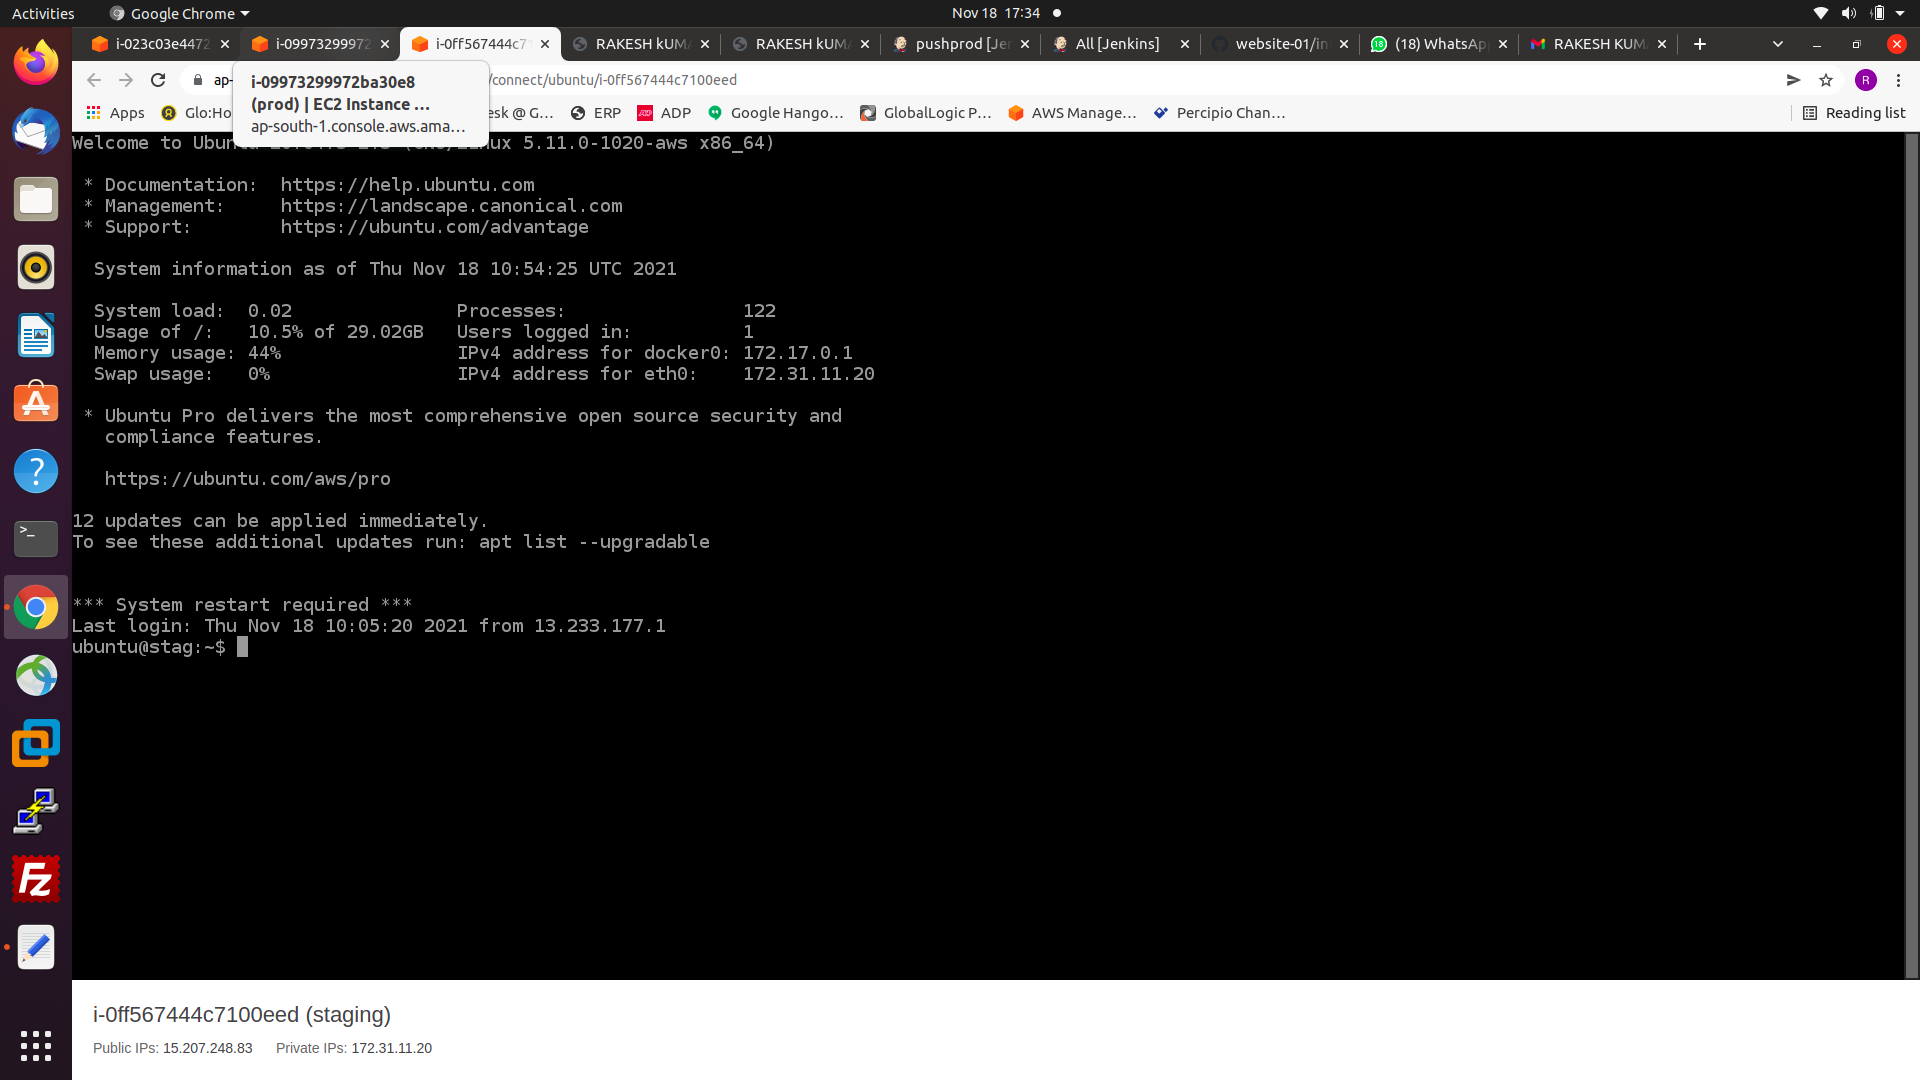 Activities
Google Chrome
Nov 18 17:34
i-023c03e4472
i-09973299972
i-0ff567444c71
RAKESH kUMA
RAKESH kUMA
pushprod [Je
All [Jenkins]
website-01/in
(18) WhatsAp
RAKESH KUM
ap-
/connect/ubuntu/i-0ff567444c7100eed
R
i-09973299972ba30e8
(prod) | EC2 Instance …
ap-south-1.console.aws.ama…
Apps
Glo:Ho
esk @ G…
ERP
ADP
Google Hango…
GlobalLogic P…
AWS Manage…
Percipio Chan…
Reading list
Welcome to Ubun
x 5.11.0-1020-aws x86_64)
* Documentation: https://help.ubuntu.com
* Management: https://landscape.canonical.com
* Support: https://ubuntu.com/advantage
System information as of Thu Nov 18 10:54:25 UTC 2021
System load: 0.02 Processes: 122
Usage of /: 10.5% of 29.02GB Users logged in: 1
Memory usage: 44% IPv4 address for docker0: 172.17.0.1
Swap usage: 0% IPv4 address for eth0: 172.31.11.20
* Ubuntu Pro delivers the most comprehensive open source security and
compliance features.
https://ubuntu.com/aws/pro
12 updates can be applied immediately.
To see these additional updates run: apt list --upgradable
*** System restart required ***
Last login: Thu Nov 18 10:05:20 2021 from 13.233.177.1
ubuntu@stag:~$
i-0ff567444c7100eed (staging)
Public IPs: 15.207.248.83 Private IPs: 172.31.11.20